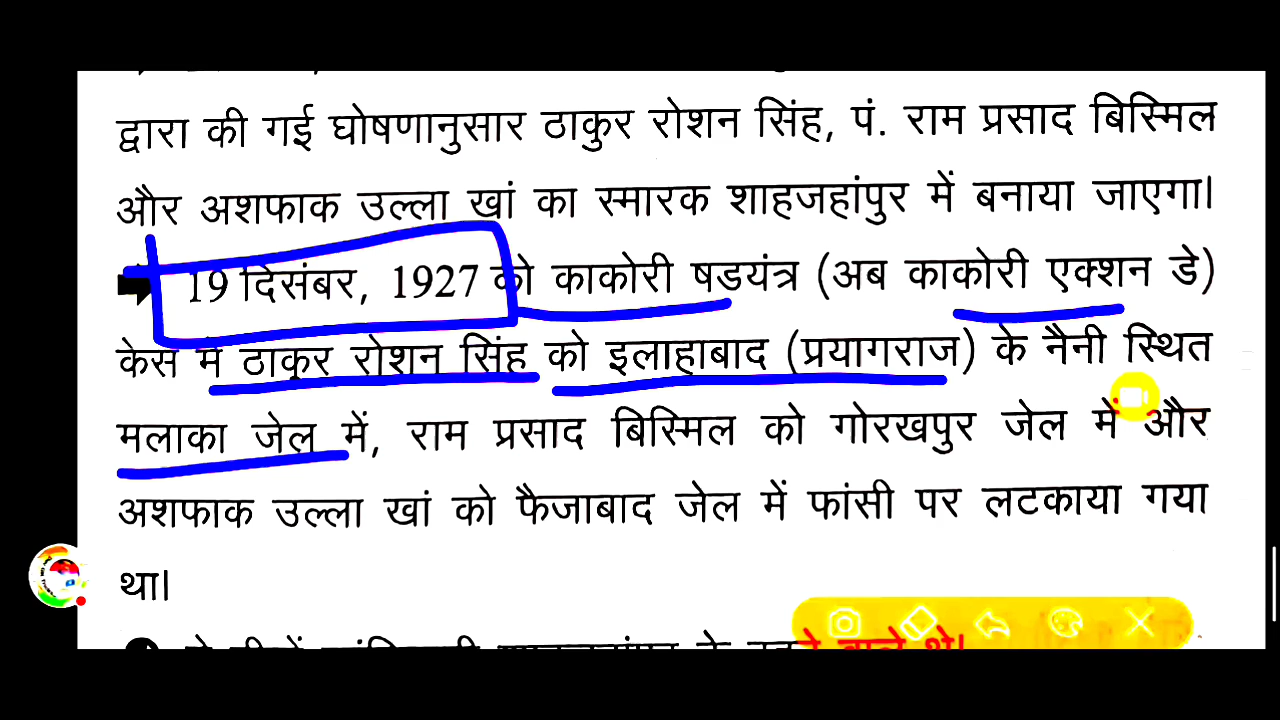 द्वारा की गई घोषणानुसार ठाकुर रोशन सिंह, पं. राम प्रसाद बिस्मिल
और अशफाक उल्ला खां का स्मारक शाहजहांपुर में बनाया जाएगा।
19 दिसंबर, 1927 को काकोरी षडयंत्र (अब काकोरी एक्शन डे)
केस में ठाकुर रोशन सिंह को इलाहाबाद (प्रयागराज) के नैनी स्थित
मलाका जेल में, राम प्रसाद बिस्मिल को गोरखपुर जेल में और
अशफाक उल्ला खां को फैजाबाद जेल में फांसी पर लटकाया गया
था।